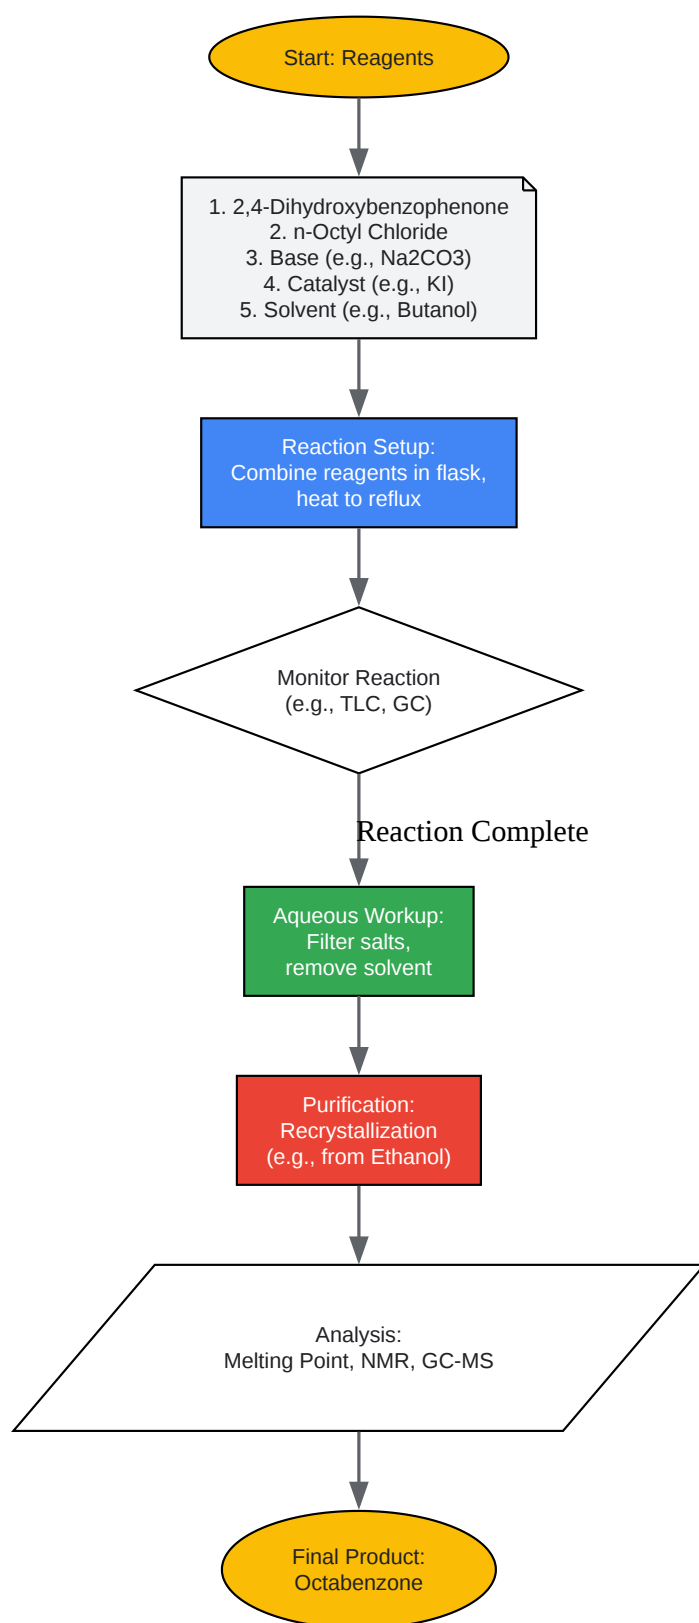 Start: Reagents
1. 2,4-Dihydroxybenzophenone
2. n-Octyl Chloride
3. Base (e.g., Na2CO3)
4. Catalyst (e.g., KI)
5. Solvent (e.g., Butanol)
Reaction Setup:
Combine reagents in flask,
heat to reflux
Monitor Reaction
(e.g., TLC, GC)
Reaction Complete
Aqueous Workup:
Filter salts,
remove solvent
Purification:
Recrystallization
(e.g., from Ethanol)
Analysis:
Melting Point, NMR, GC-MS
Final Product:
Octabenzone